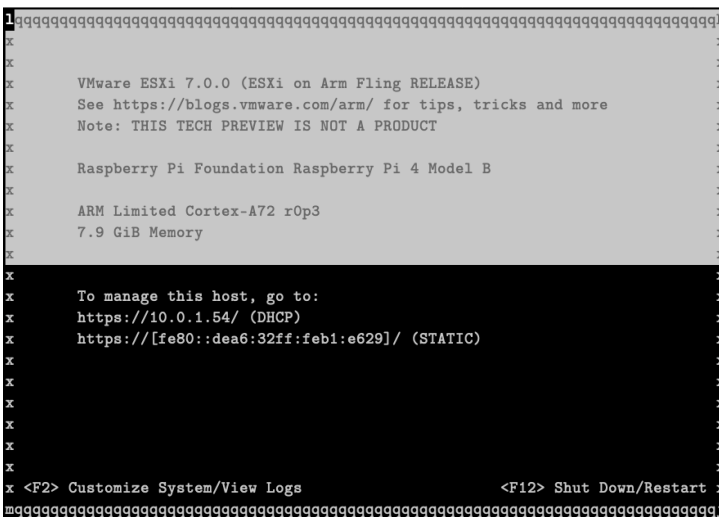 lqqqqqqqqqqqqqqqqqqqqqqqqqqqqqqqqqqqqqqqqqqqqqqqqqqqqqqqqqqqqqqqqqqqqqqqqqqqqqq
x
x
x VMware ESXi 7.0.0 (ESXi on Arm Fling RELEASE)
x See https://blogs.vmware.com/arm/ for tips, tricks and more
x Note: THIS TECH PREVIEW IS NOT A PRODUCT
x
x Raspberry Pi Foundation Raspberry Pi 4 Model B
x
x ARM Limited Cortex-A72 r0p3
x 7.9 GiB Memory
x
x
x To manage this host, go to:
x https://10.0.1.54/ (DHCP)
x https://[fe80::dea6:32ff:feb1:e629]/ (STATIC)
x
x
x
x
x
x
x <F2> Customize System/View Logs <F12> Shut Down/Restart
mqqqqqqqqqqqqqqqqqqqqqqqqqqqqqqqqqqqqqqqqqqqqqqqqqqqqqqqqqqqqqqqqqqqqqqqqqqqqqq